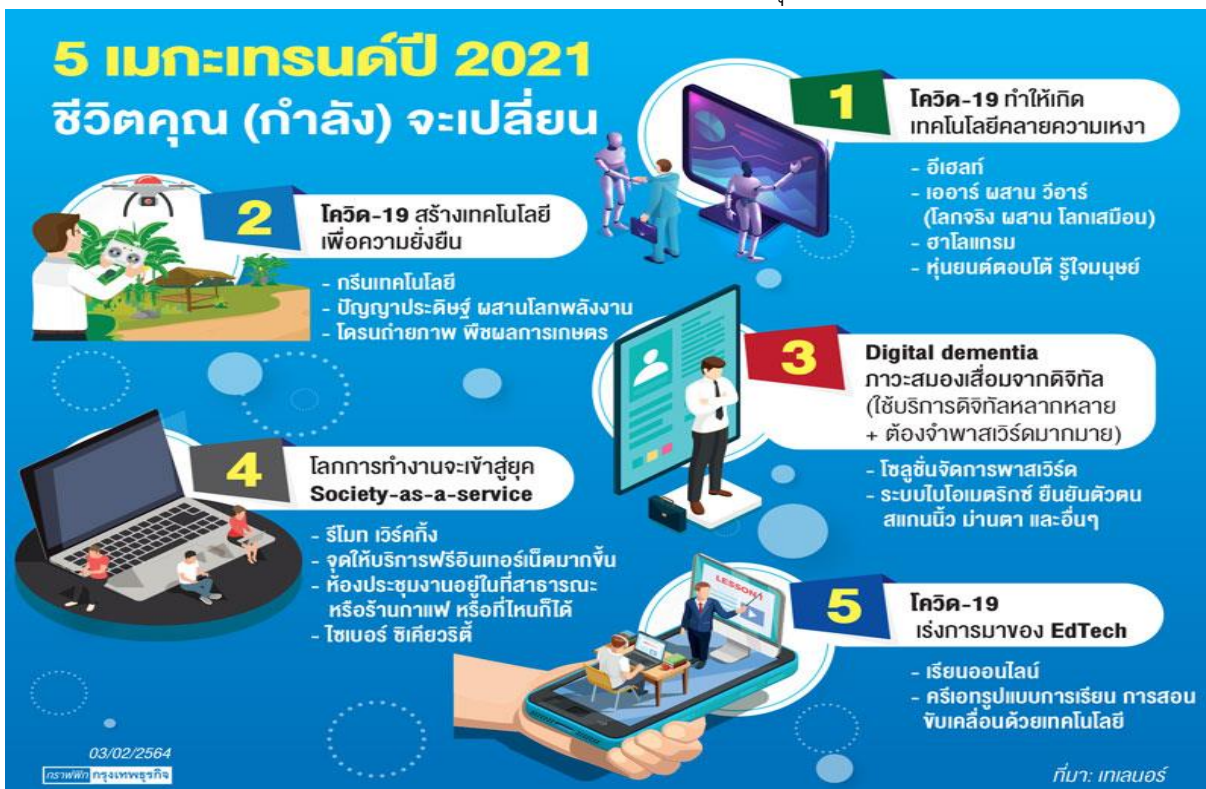 5 เมกะเทรนด์ปี 2021
ชีวิตคุณ (กำลัง) จะเปลี่ยน
1
โควิด-19 ทำให้เกิด
เทคโนโลยีคลายความเหงา
- อีเฮลท์
- เออาร์ ผสาน วีอาร์
(โลกจริง ผสาน โลกเสมือน)
- ฮาโลแกรม
- หุ่นยนต์ตอบโต้ รู้ใจมนุษย์
2
โควิด-19 สร้างเทคโนโลยี
เพื่อความยั่งยืน
- กรีนเทคโนโลยี
- ปัญญาประดิษฐ์ ผสานโลกพลังงาน
- โดรนถ่ายภาพ พืชผลการเกษตร
3
Digital dementia
ภาวะสมองเสื่อมจากดิจิทัล
(ใช้บริการดิจิทัลหลากหลาย
+ ต้องจำพาสเวิร์ดมากมาย)
- โซลูชั่นจัดการพาสเวิร์ด
- ระบบไบโอเมตริกซ์ ยืนยันตัวตน
สแกนนิ้ว ม่านตา และอื่นๆ
4
โลกการทำงานจะเข้าสู่ยุค
Society-as-a-service
- รีโมท เวิร์คกิ้ง
- จุดให้บริการฟรีอินเทอร์เน็ตมากขึ้น
- ห้องประชุมงานอยู่ในที่สาธารณะ
หรือร้านกาแฟ หรือที่ไหนก็ได้
- ไซเบอร์ ซิเคียวริตี้
5
โควิด-19
เร่งการมาของ EdTech
- เรียนออนไลน์
- ครีเอทรูปแบบการเรียน การสอน
ขับเคลื่อนด้วยเทคโนโลยี
LESSON1
03/02/2564
กราฟฟิก กรุงเทพธุรกิจ
ที่มา: เทเลนอร์